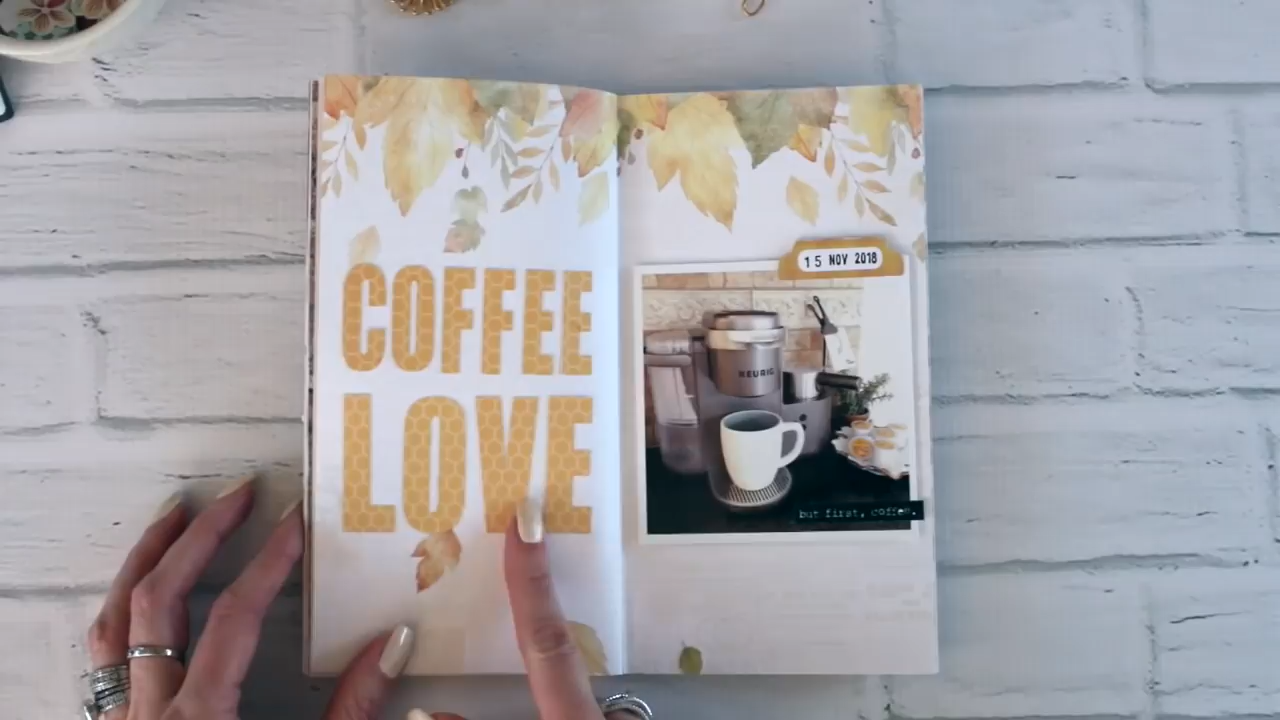 COFFEE
LOVE
15 NOV 2018
KEURIG
but first, coffee.